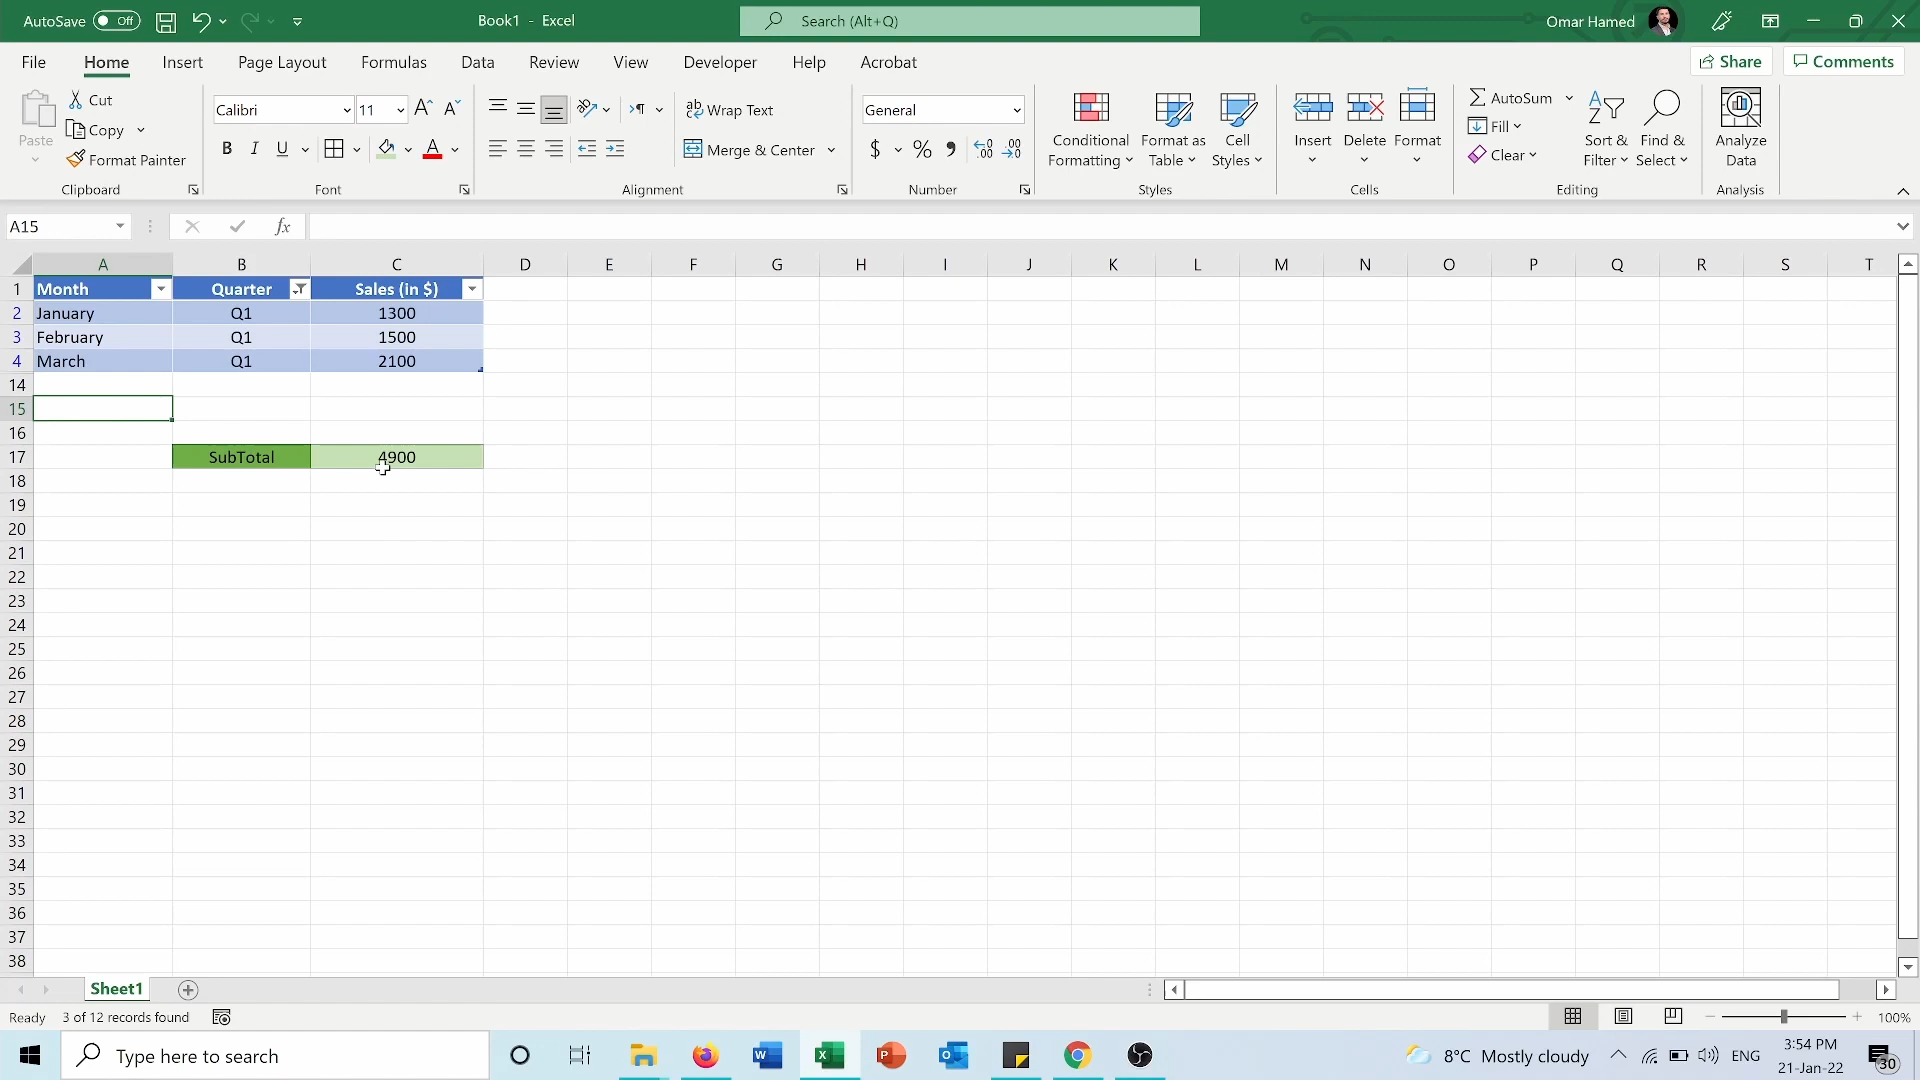 AutoSave Off Book1 - Excel Search (Alt+Q) Omar Hamed
File Home Insert Page Layout Formulas Data Review View Developer Help Acrobat Share Comments
Paste Cut Copy Format Painter Clipboard
Calibri 11 B I U A Font
ab Wrap Text Merge & Center Alignment
General $ % Number
Conditional Formatting Format as Table Cell Styles Styles
Insert Delete Format Cells
AutoSum Fill Clear Sort & Filter Find & Select Editing
Analyze Data Analysis
A15 fx
A B C D E F G H I J K L M N O P Q R S T
1 Month Quarter Sales (in $)
2 January Q1 1300
3 February Q1 1500
4 March Q1 2100
14
15
16
17 SubTotal 4900
18
19
20
21
22
23
24
25
26
27
28
29
30
31
32
33
34
35
36
37
38
Sheet1
Ready 3 of 12 records found 100%
Type here to search 8°C Mostly cloudy ENG 3:54 PM
21-Jan-22 30